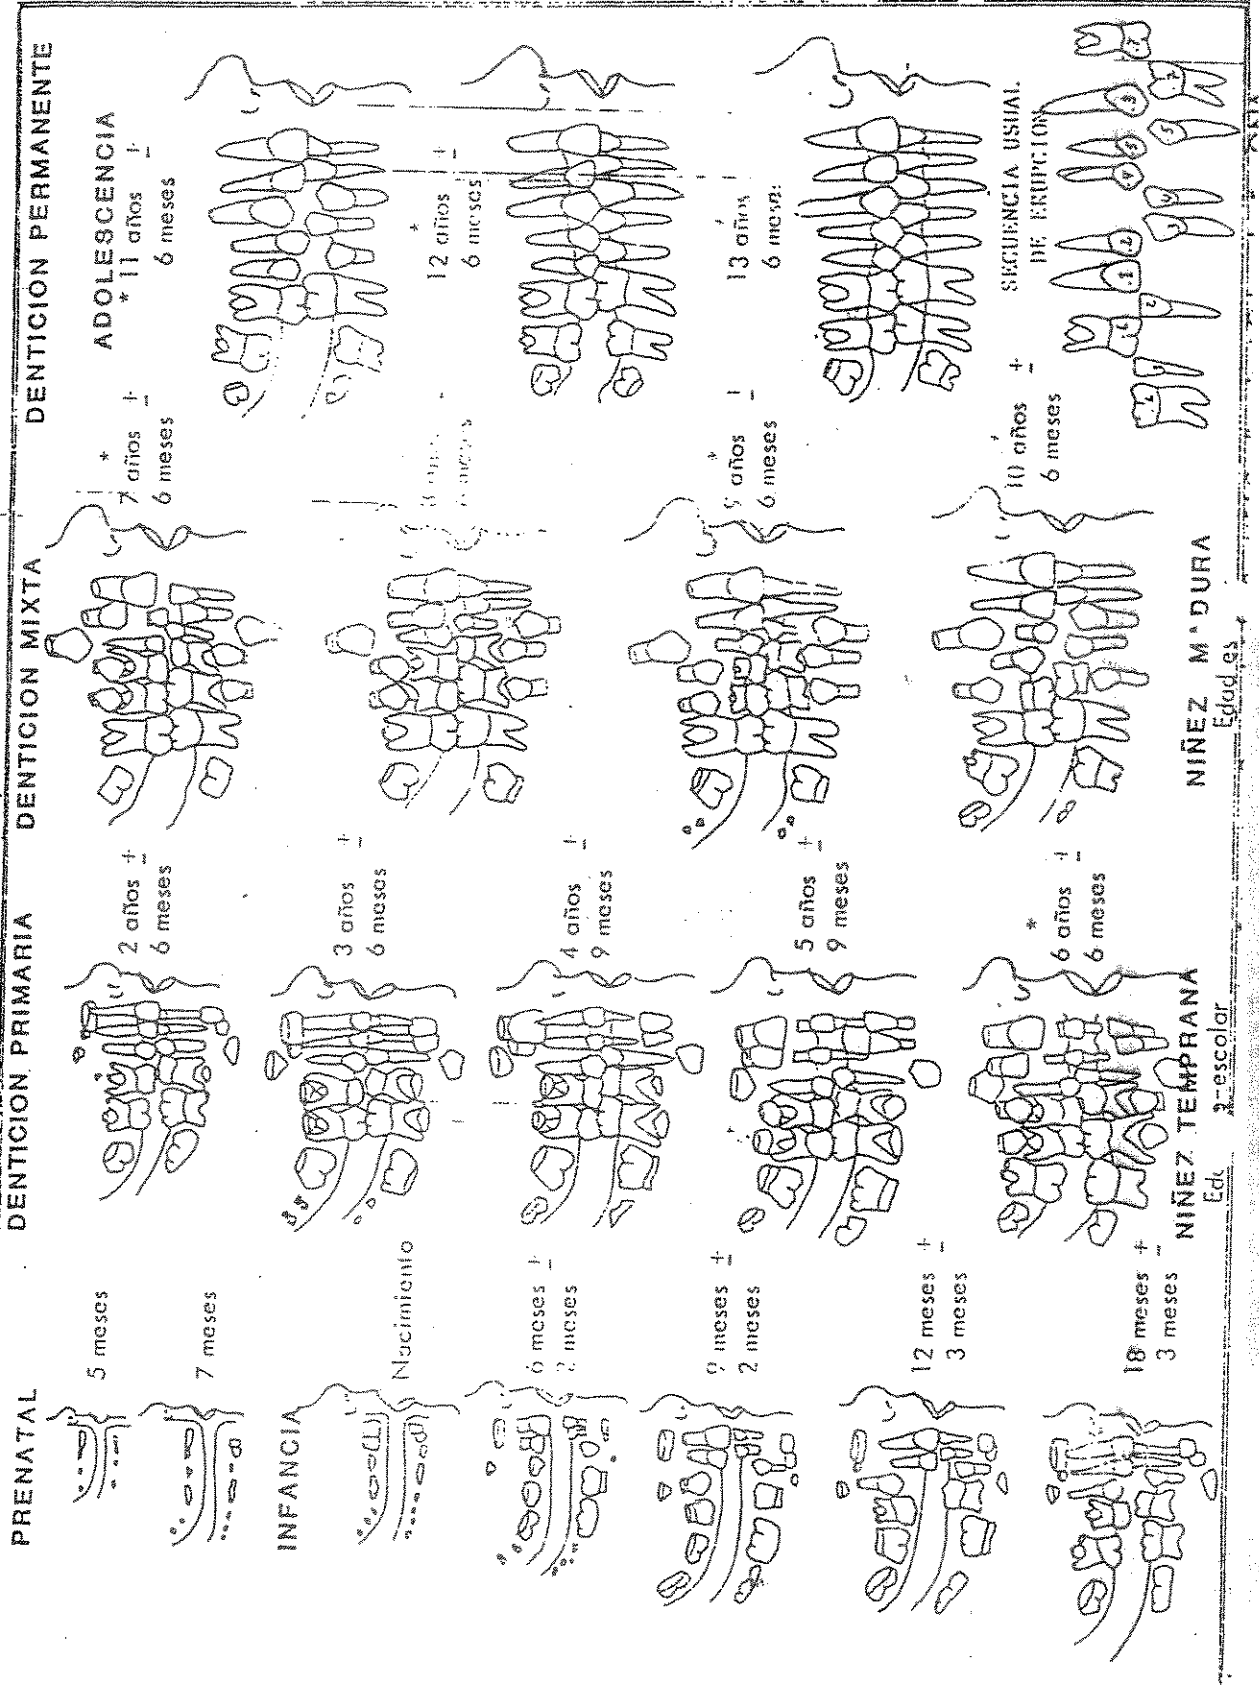 PRENATAL
5 meses
7 meses
INFANCIA
Nacimiento
6 meses ±
2 meses
9 meses ±
2 meses
12 meses ±
3 meses
18 meses ±
3 meses
DENTICION PRIMARIA
2 años ±
6 meses
3 años ±
6 meses
4 años ±
9 meses
5 años ±
9 meses
*
6 años ±
6 meses
NIÑEZ TEMPRANA
-escolar
DENTICION MIXTA
*
7 años ±
6 meses
*
9 años
6 meses
10 años ±
6 meses
NIÑEZ
DURA
DENTICION PERMANENTE
ADOLESCENCIA
* 11 años ±
6 meses
*
12 años ±
6 meses
13 años
6 meses
SECUENCIA USUAL
DE ERUPCION